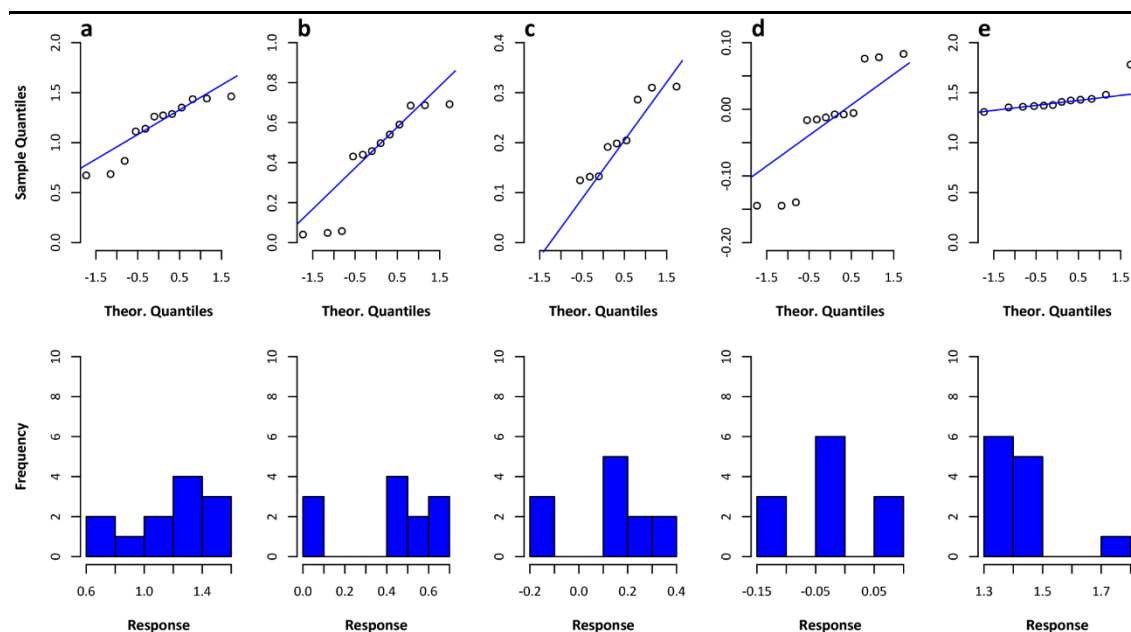 a b c d e
Sample Quantiles
2.0 1.5 1.0 0.5 0.0
1.0 0.8 0.6 0.4 0.2 0.0
0.4 0.3 0.2 0.1 0.0
0.10 0.00 -0.10 -0.20
2.0 1.5 1.0 0.5 0.0
-1.5 -0.5 0.5 1.5 -1.5 -0.5 0.5 1.5 -1.5 -0.5 0.5 1.5 -1.5 -0.5 0.5 1.5 -1.5 -0.5 0.5 1.5
Theor. Quantiles Theor. Quantiles Theor. Quantiles Theor. Quantiles Theor. Quantiles
Frequency
10 8 6 4 2 0
10 8 6 4 2 0
10 8 6 4 2 0
10 8 6 4 2 0
10 8 6 4 2 0
0.6 1.0 1.4 0.0 0.2 0.4 0.6 -0.2 0.0 0.2 0.4 -0.15 -0.05 0.05 1.3 1.5 1.7
Response Response Response Response Response